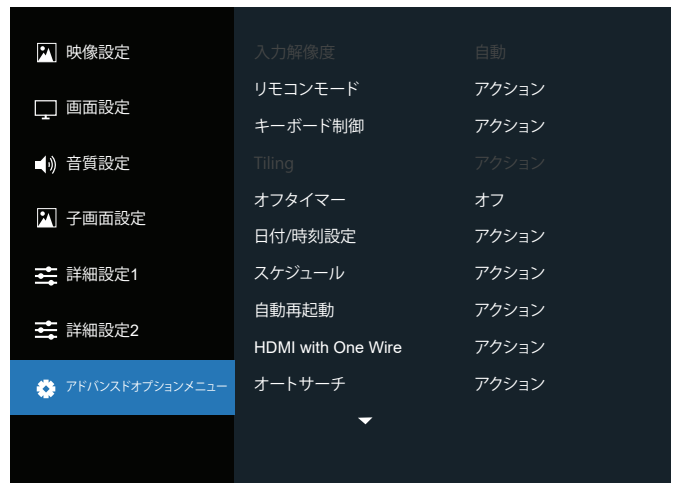 映像設定
画面設定
音質設定
子画面設定
詳細設定1
詳細設定2
アドバンスドオプションメニュー
入力解像度 自動
リモコンモード アクション
キーボード制御 アクション
Tiling アクション
オフタイマー オフ
日付/時刻設定 アクション
スケジュール アクション
自動再起動 アクション
HDMI with One Wire アクション
オートサーチ アクション